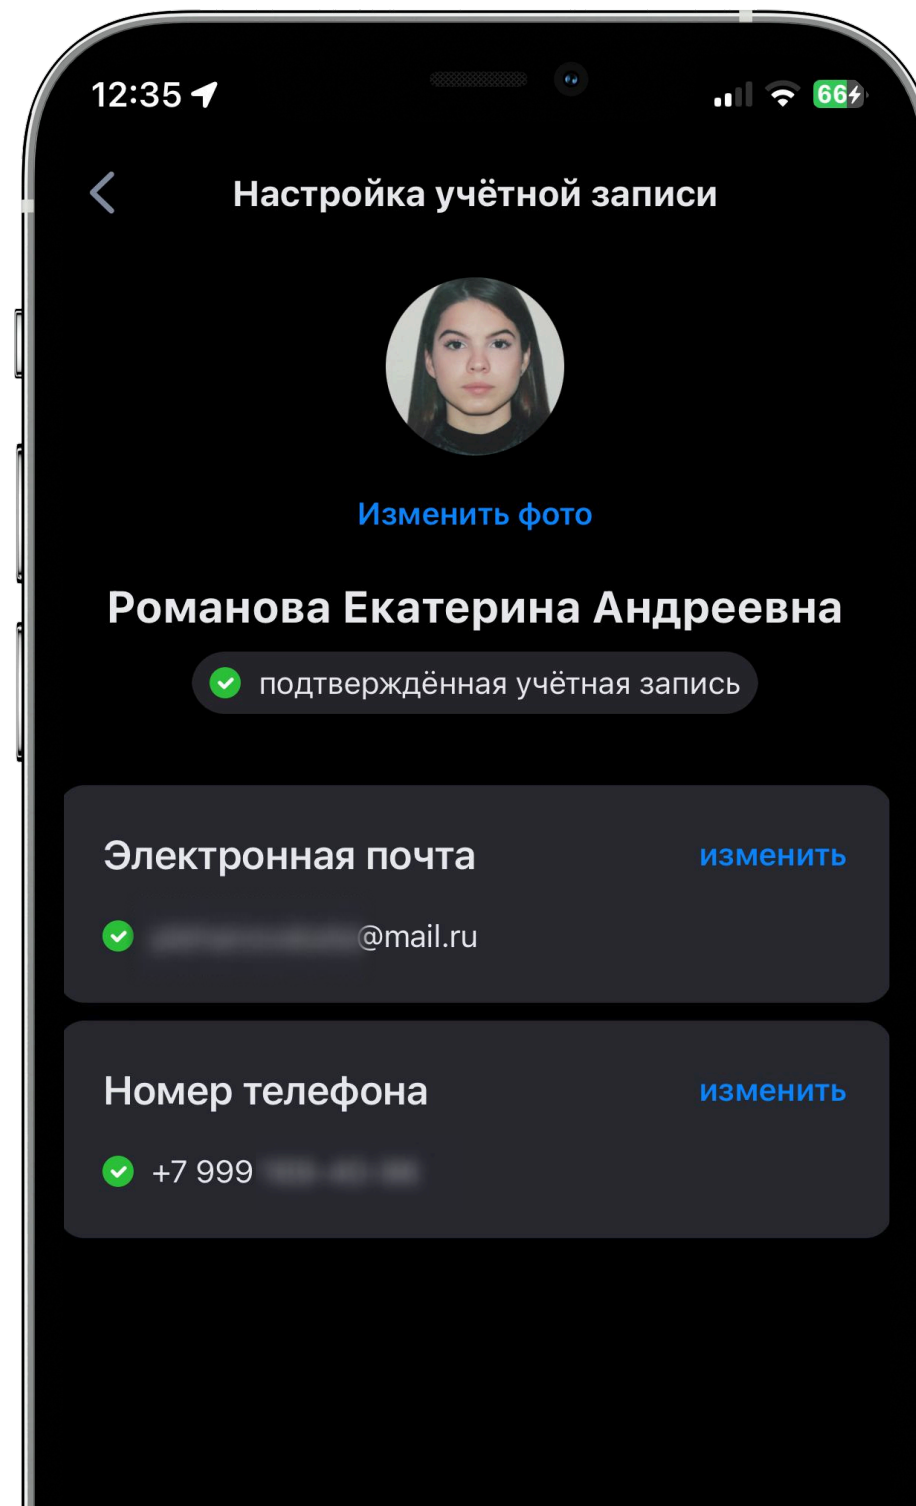 12:35
66
Настройка учётной записи
Изменить фото
Романова Екатерина Андреевна
подтверждённая учётная запись
Электронная почта изменить
@mail.ru
Номер телефона изменить
+7 999